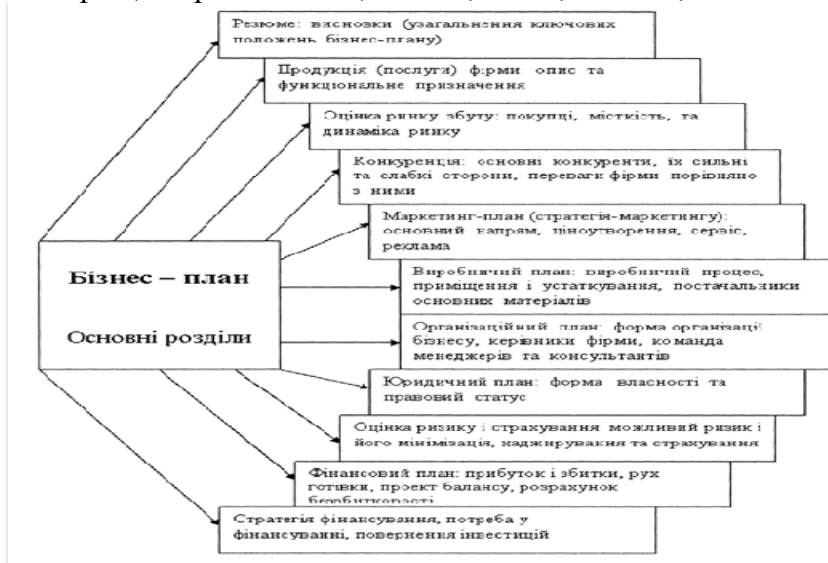 Резюме: висновки (узагальнення ключових
положень бізнес-плану)
Продукція (послуги) фірми опис та
функціональне призначення
Оцінка ринку збуту: покупці, місткість, та
динаміка ринку
Конкуренція: основні конкуренти, їх сильні
та слабкі сторони, переваги фірми порівняно
з ними
Маркетинг-план (стратегія-маркетингу):
основний напрям, ціноутворення, сервіс,
реклама
Бізнес – план
Основні розділи
Виробничий план: виробничий процес,
приміщення і устаткування, постачальники
основних матеріалів
Організаційний план: форма організації
бізнесу, керівники фірми, команда
менеджерів та консультантів
Юридичний план: форма власності та
правовий статус
Оцінка ризику і страхування можливий ризик і
його мінімізація, хаджирування та страхування
Фінансовий план: прибуток і збитки, рух
готівки, проект балансу, розрахунок
беззбитковості
Стратегія фінансування, потреба у
фінансуванні, повернення інвестицій